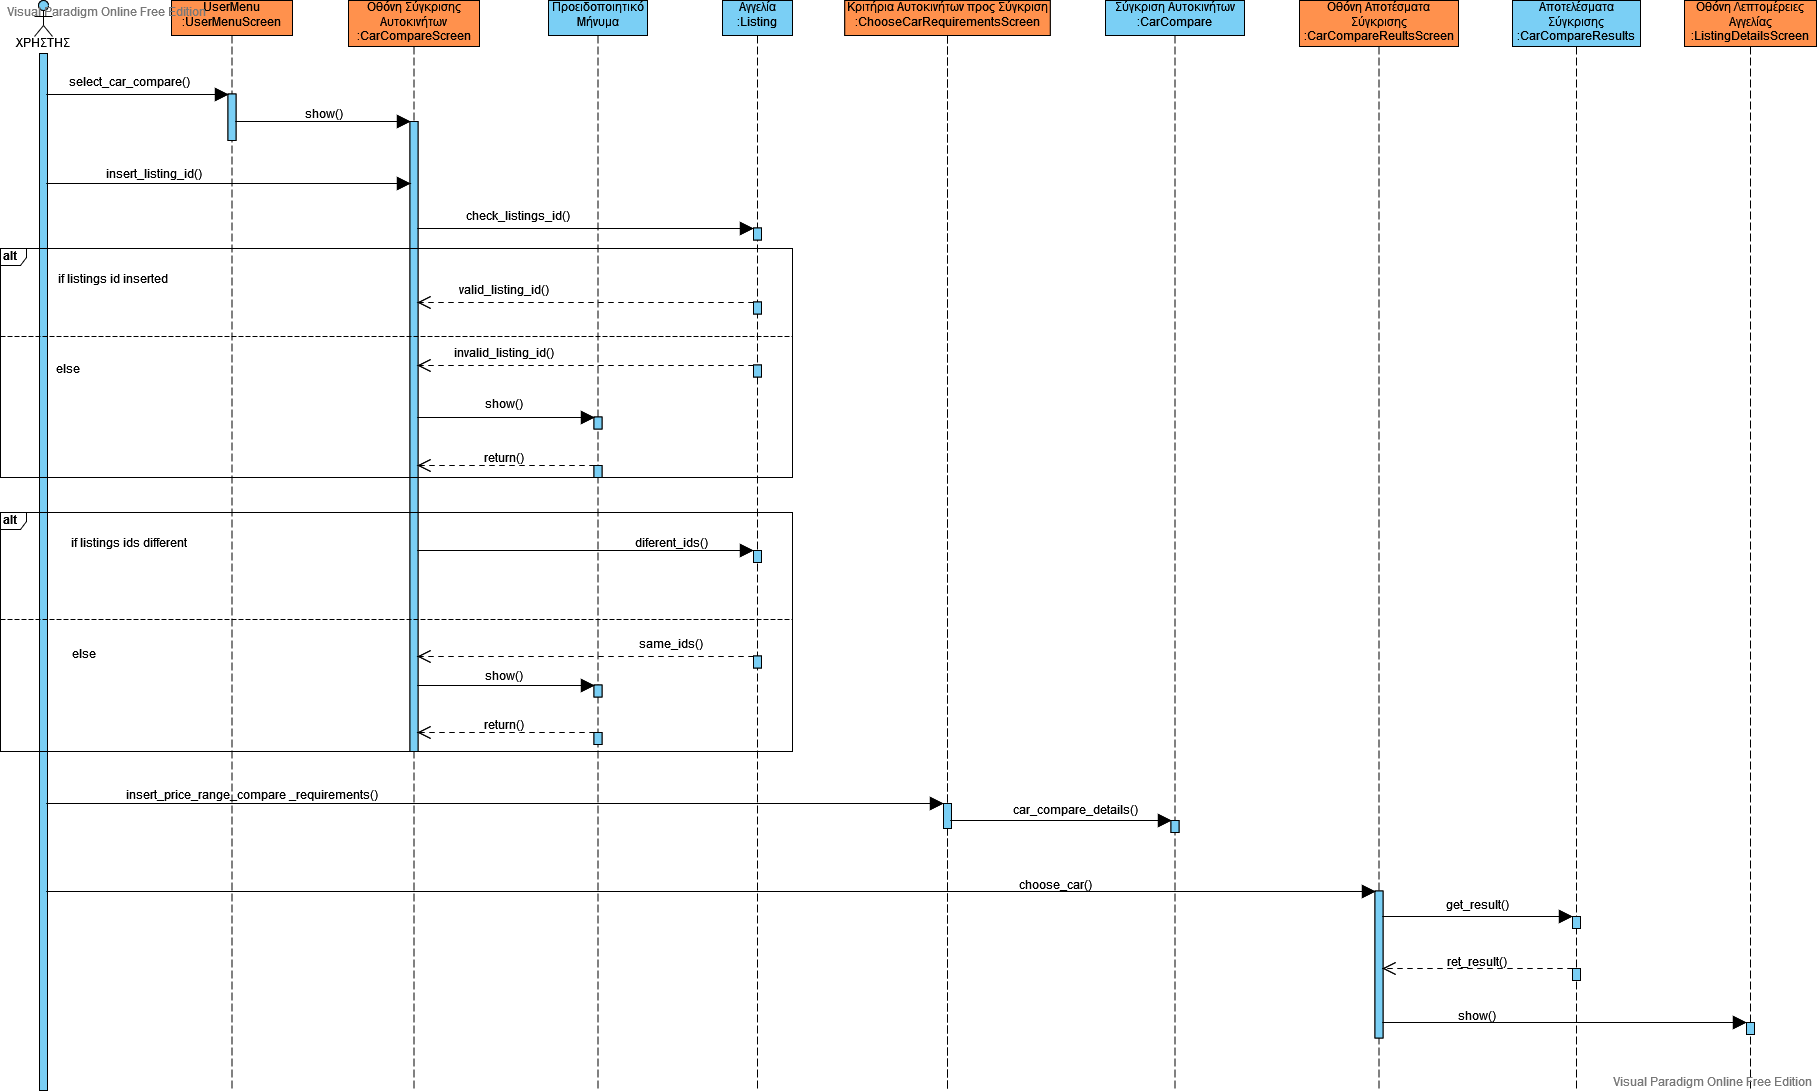 Visual Paradigm Online Free Edition
ΧΡΗΣΤΗΣ
UserMenu
:UserMenuScreen
Οθόνη Σύγκρισης
Αυτοκινήτων
:CarCompareScreen
Προειδοποιητικό
Μήνυμα
Αγγελία
:Listing
Κριτήρια Αυτοκινήτων προς Σύγκριση
:ChooseCarRequirementsScreen
Σύγκριση Αυτοκινήτων
:CarCompare
Οθόνη Αποτέσματα
Σύγκρισης
:CarCompareReultsScreen
Αποτελέσματα
Σύγκρισης
:CarCompareResults
Οθόνη Λεπτομέρειες
Αγγελίας
:ListingDetailsScreen
select_car_compare()
show()
insert_listing_id()
check_listings_id()
alt
if listings id inserted
valid_listing_id()
invalid_listing_id()
else
show()
return()
alt
if listings ids different
diferent_ids()
same_ids()
else
show()
return()
insert_price_range_compare _requirements()
car_compare_details()
choose_car()
get_result()
ret_result()
show()
Visual Paradigm Online Free Edition